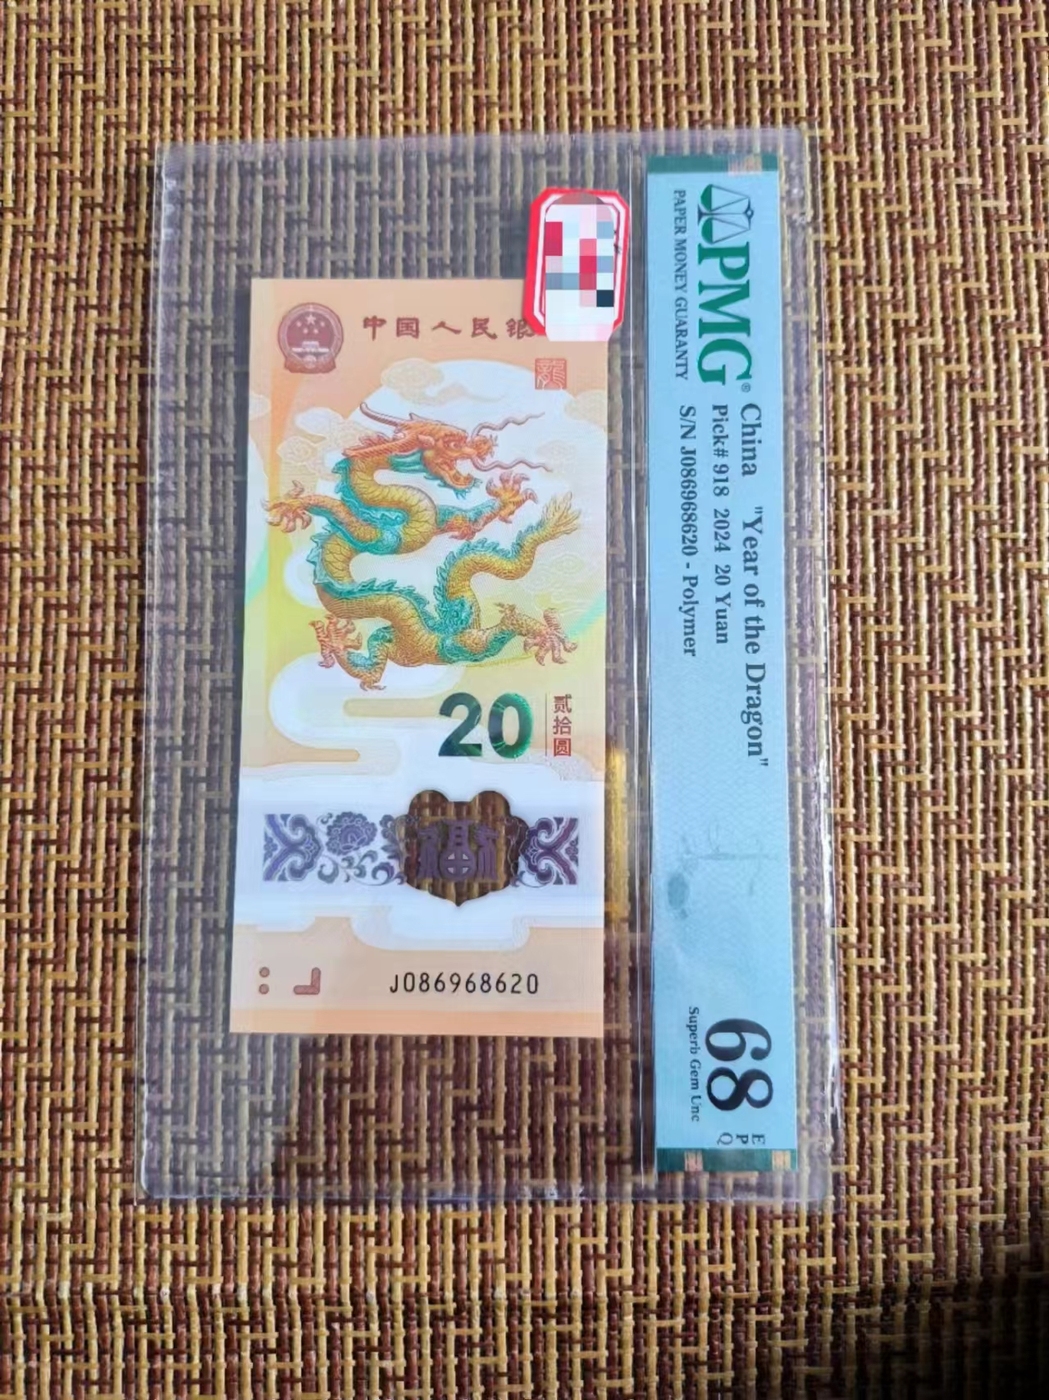 中国人民银
20
贰拾圆
福
J086968620
PMG®
PAPER MONEY GUARANTY
China "Year of the Dragon"
Pick# 918 2024 20 Yuan
S/N J086968620 - Polymer
68
EPQ
Superb Gem Unc